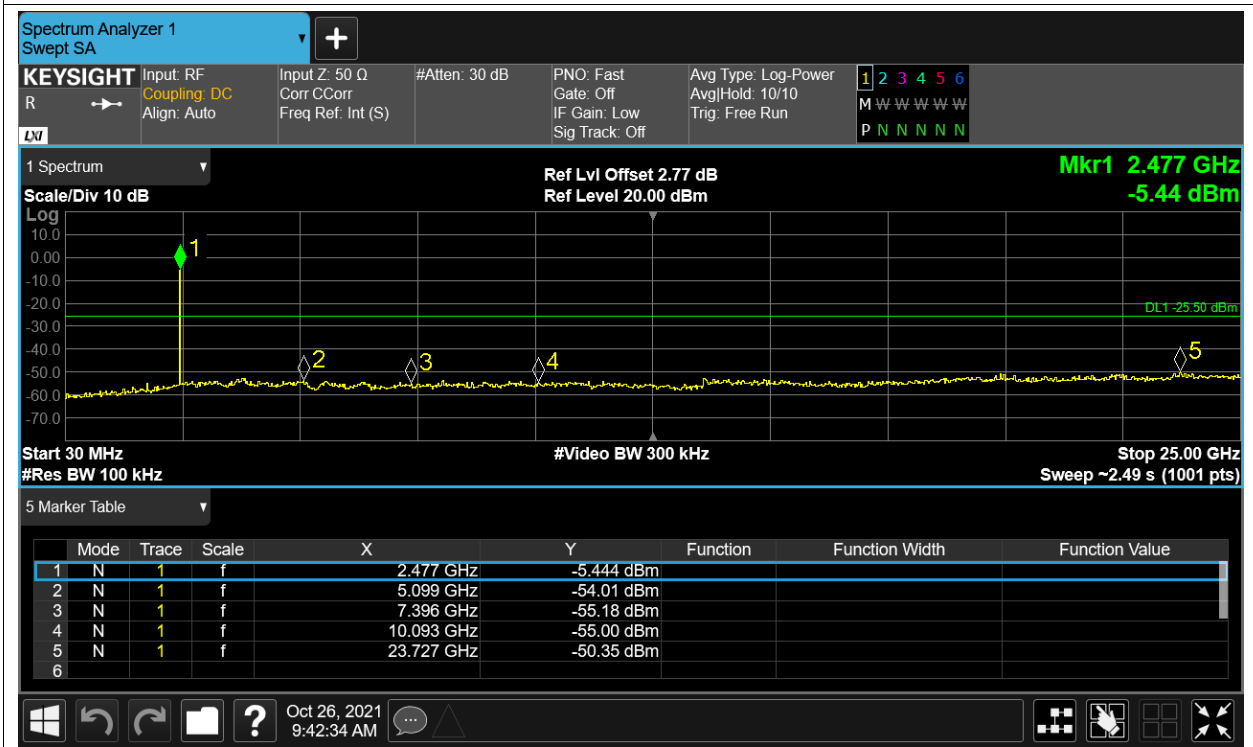 Spectrum Analyzer 1
Swept SA
KEYSIGHT
R
LXI
Input: RF
Coupling: DC
Align: Auto
Input Z: 50 Ω
Corr CCorr
Freq Ref: Int (S)
#Atten: 30 dB
PNO: Fast
Gate: Off
IF Gain: Low
Sig Track: Off
Avg Type: Log-Power
Avg|Hold: 10/10
Trig: Free Run
1 2 3 4 5 6
M W W W W W
P N N N N N
1 Spectrum
Scale/Div 10 dB
Ref Lvl Offset 2.77 dB
Ref Level 20.00 dBm
Mkr1 2.477 GHz
-5.44 dBm
Log
10.0
0.00
-10.0
-20.0
-30.0
-40.0
-50.0
-60.0
-70.0
1
2
3
4
5
DL1 -25.50 dBm
Start 30 MHz
#Video BW 300 kHz
Stop 25.00 GHz
#Res BW 100 kHz
Sweep ~2.49 s (1001 pts)
5 Marker Table
Mode Trace Scale X Y Function Function Width Function Value
1 N 1 f 2.477 GHz -5.444 dBm
2 N 1 f 5.099 GHz -54.01 dBm
3 N 1 f 7.396 GHz -55.18 dBm
4 N 1 f 10.093 GHz -55.00 dBm
5 N 1 f 23.727 GHz -50.35 dBm
6
?
Oct 26, 2021
9:42:34 AM